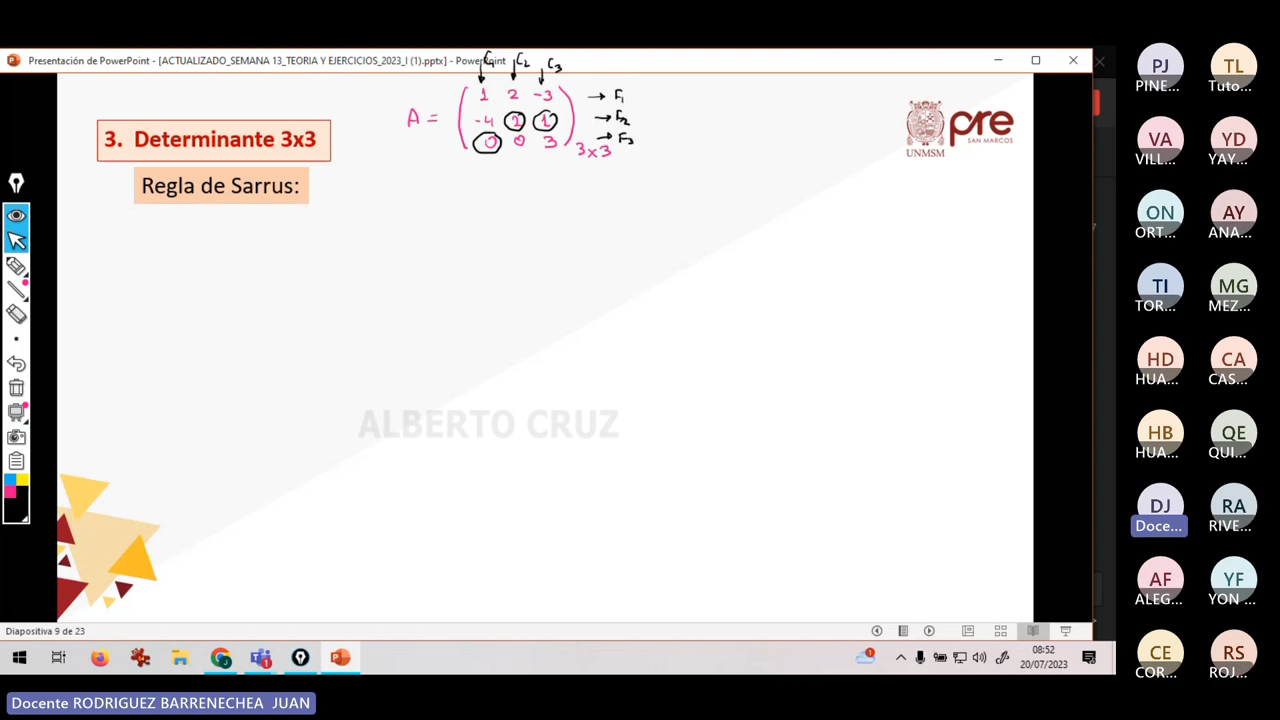 Presentación de PowerPoint - [ACTUALIZADO_SEMANA 13_TEORIA Y EJERCICIOS_2023_I (1).pptx] - PowerPoint
C1 C2 C3
1 2 -3 → F1
A = -4 2 1 → F2
0 0 3 → F3
3x3
3. Determinante 3x3
Regla de Sarrus:
UNMSM
pre
SAN MARCOS
ALBERTO CRUZ
Diapositiva 9 de 23
08:52
20/07/2023
PJ TL
PINE... Tuto...
VA YD
VILL... YAY...
ON AY
ORT... ANA...
TI MG
TOR... MEZ...
HD CA
HUA... CAS...
HB QE
HUA... QUI...
DJ RA
Doce... RIVE...
AF YF
ALEG... YON ...
CE RS
COR... ROJ...
Docente RODRIGUEZ BARRENECHEA JUAN